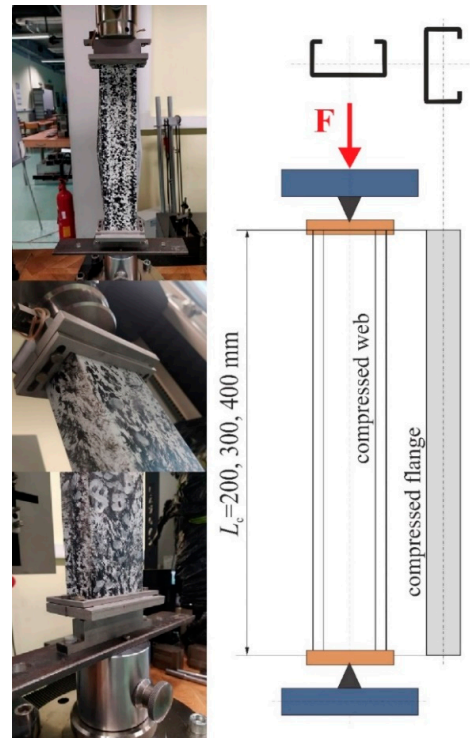 F
L_c=200, 300, 400 mm
compressed web
compressed flange